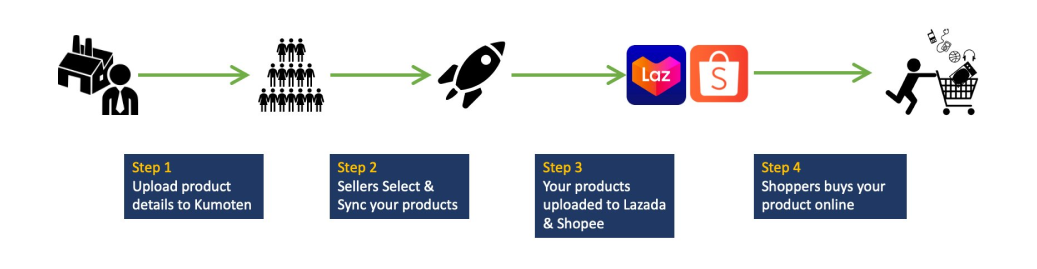 Laz
S
Step 1
Upload product
details to Kumoten
Step 2
Sellers Select &
Sync your products
Step 3
Your products
uploaded to Lazada
& Shopee
Step 4
Shoppers buys your
product online